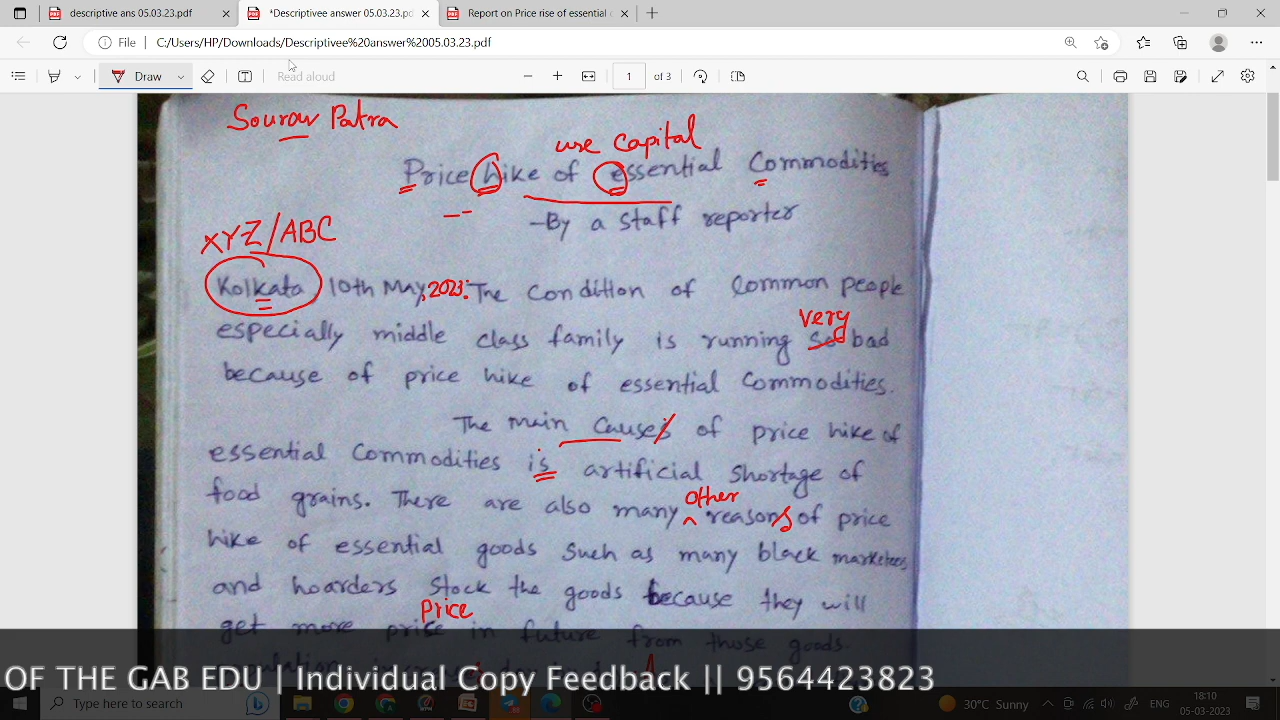 descriptive ans 05.03.23.pdf
*Descriptivee answer 05.03.23.pd
Report on Price rise of essential
File
C:/Users/HP/Downloads/Descriptivee%20answer%2005.03.23.pdf
Draw
Read aloud
1 of 3
Sourav Patra
use Capital
Price hike of essential Commodities
-By a staff reporter
XYZ/ABC
Kolkata 10th May, 2023: The Condition of Common people
very
especially middle class family is running so bad
because of price hike of essential Commodities.
The main Causes of price hike of
essential Commodities is artificial shortage of
other
food grains. There are also many reasons of price
hike of essential goods such as many black marketers
and hoarders stock the goods because they will
Price
get more price in future from those goods.
OF THE GAB EDU | Individual Copy Feedback || 9564423823
Type here to search
30°C Sunny
ENG
18:10
05-03-2023